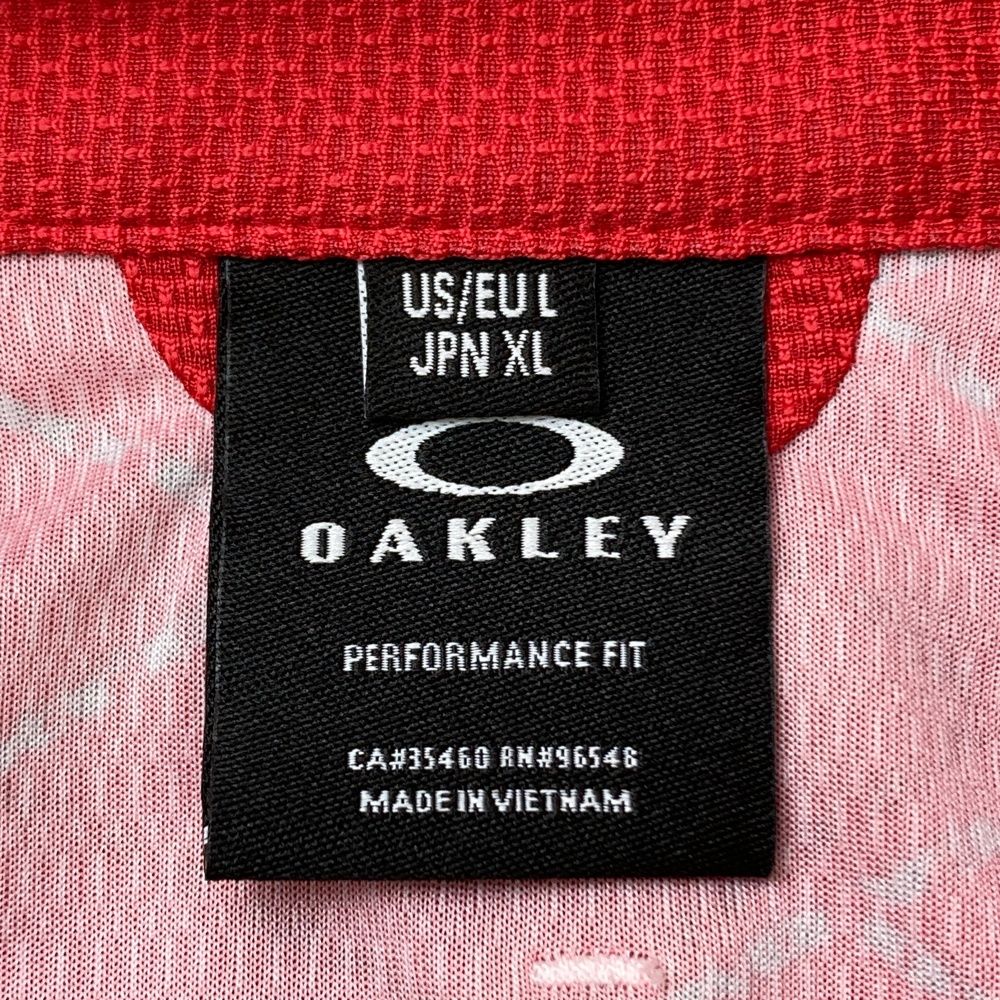 US/EU L
JPN XL
OAKLEY
PERFORMANCE FIT
CA#35460 RN#96548
MADE IN VIETNAM